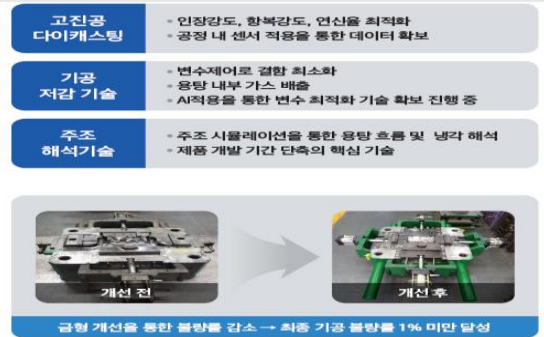 고진공
다이캐스팅
• 인장강도, 항복강도, 연신율 최적화
• 공정 내 센서 적용을 통한 데이터 확보
기공
저감 기술
• 변수제어로 결함 최소화
• 용탕 내부 가스 배출
• AI적용을 통한 변수 최적화 기술 확보 진행 중
주조
해석기술
• 주조 시뮬레이션을 통한 용탕 흐름 및 냉각 해석
• 제품 개발 기간 단축의 핵심 기술
개선 전
개선 후
금형 개선을 통한 불량률 감소 → 최종 기공 불량률 1% 미만 달성